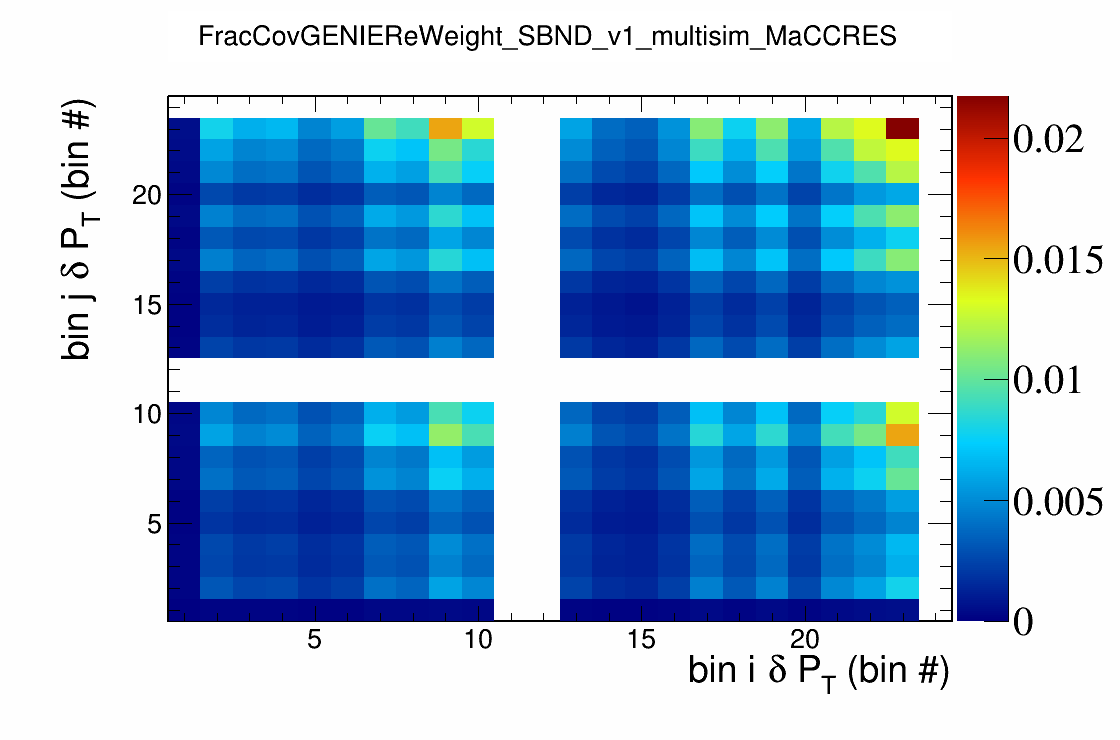 FracCovGENIEReWeight_SBND_v1_multisim_MaCCRES
bin j δ P_T (bin #)
20
15
10
5
5 10 15 20
bin i δ P_T (bin #)
0.02
0.015
0.01
0.005
0